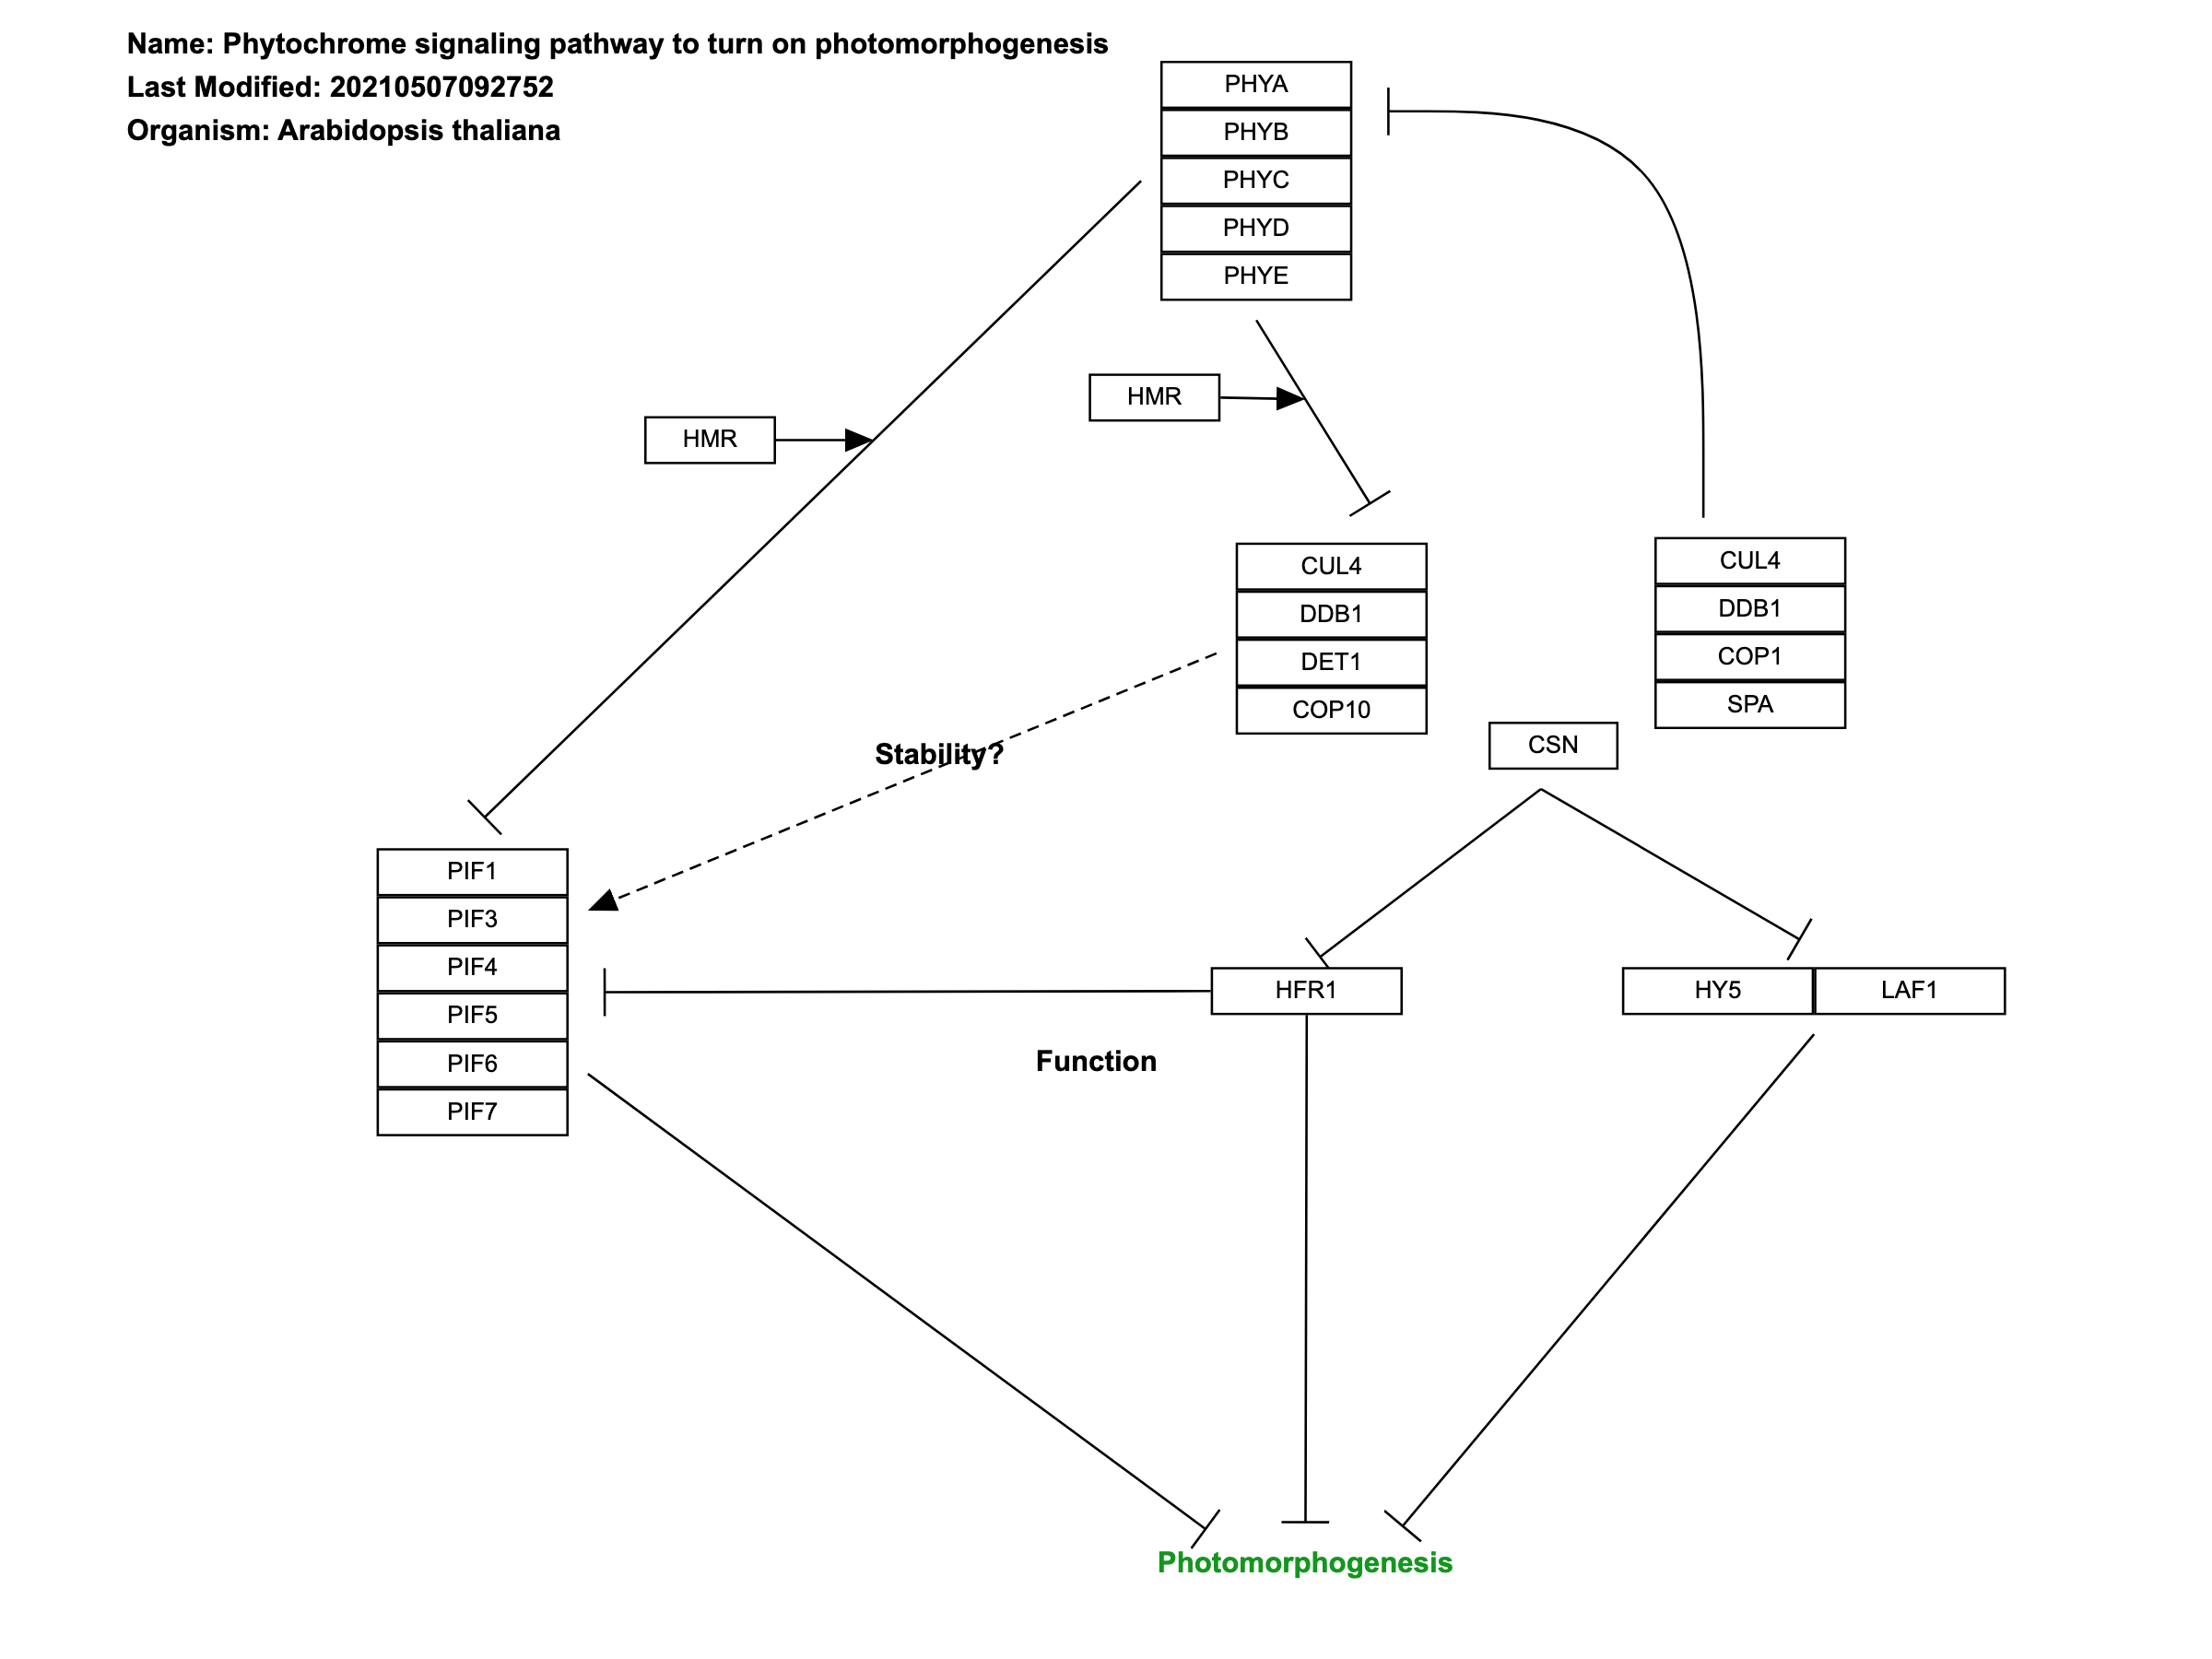 Name: Phytochrome signaling pathway to turn on photomorphogenesis
Last Modified: 20210507092752
Organism: Arabidopsis thaliana
PHYA
PHYB
PHYC
PHYD
PHYE
HMR
HMR
CUL4
DDB1
DET1
COP10
CUL4
DDB1
COP1
SPA
CSN
Stability?
PIF1
PIF3
PIF4
PIF5
PIF6
PIF7
HFR1
HY5
LAF1
Function
Photomorphogenesis